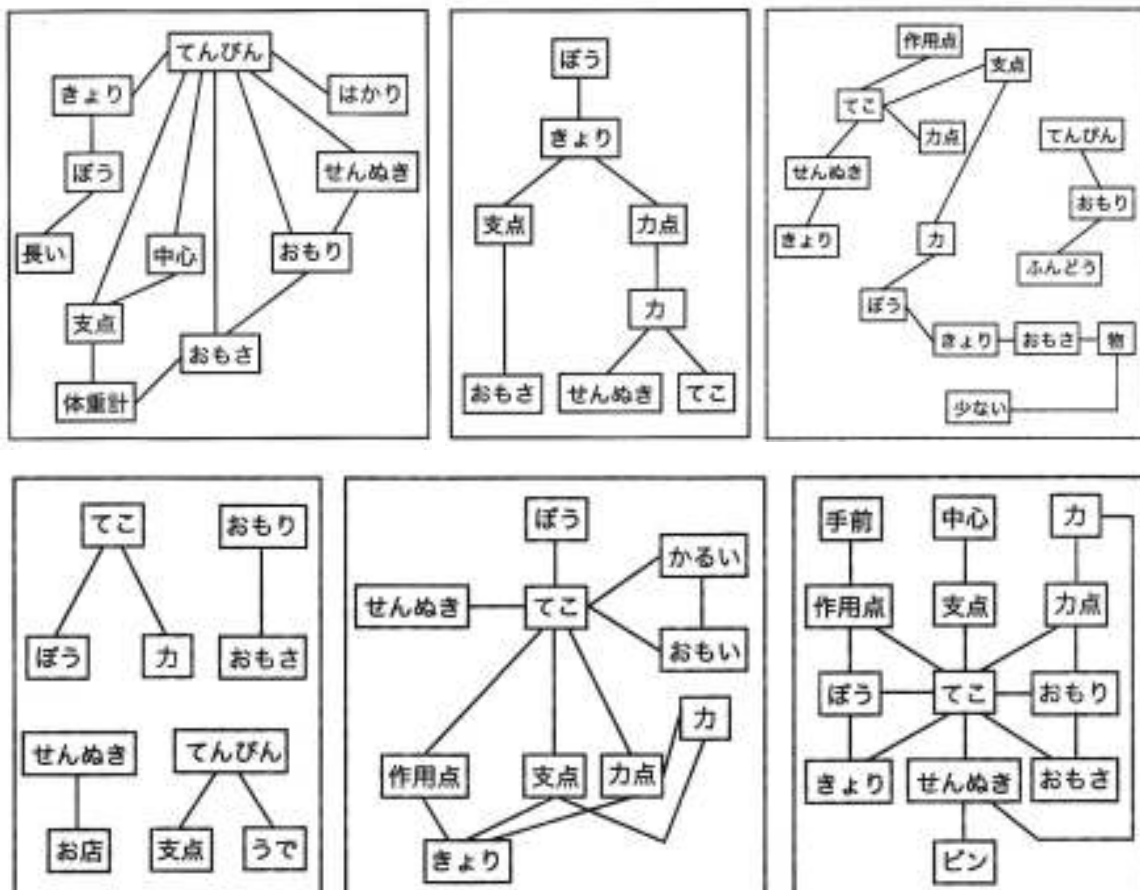 てんびん
きょり
はかり
ぼう
せんぬき
長い
中心
おもり
支点
おもさ
体重計
ぼう
きょり
支点
力点
力
おもさ
せんぬき
てこ
作用点
支点
てこ
力点
てんびん
せんぬき
おもり
きょり
力
ふんどう
ぼう
きょり
おもさ
物
少ない
てこ
おもり
ぼう
力
おもさ
せんぬき
てんびん
お店
支点
うで
ぼう
かるい
せんぬき
てこ
おもい
力
作用点
支点
力点
きょり
手前
中心
力
作用点
支点
力点
ぼう
てこ
おもり
きょり
せんぬき
おもさ
ビン